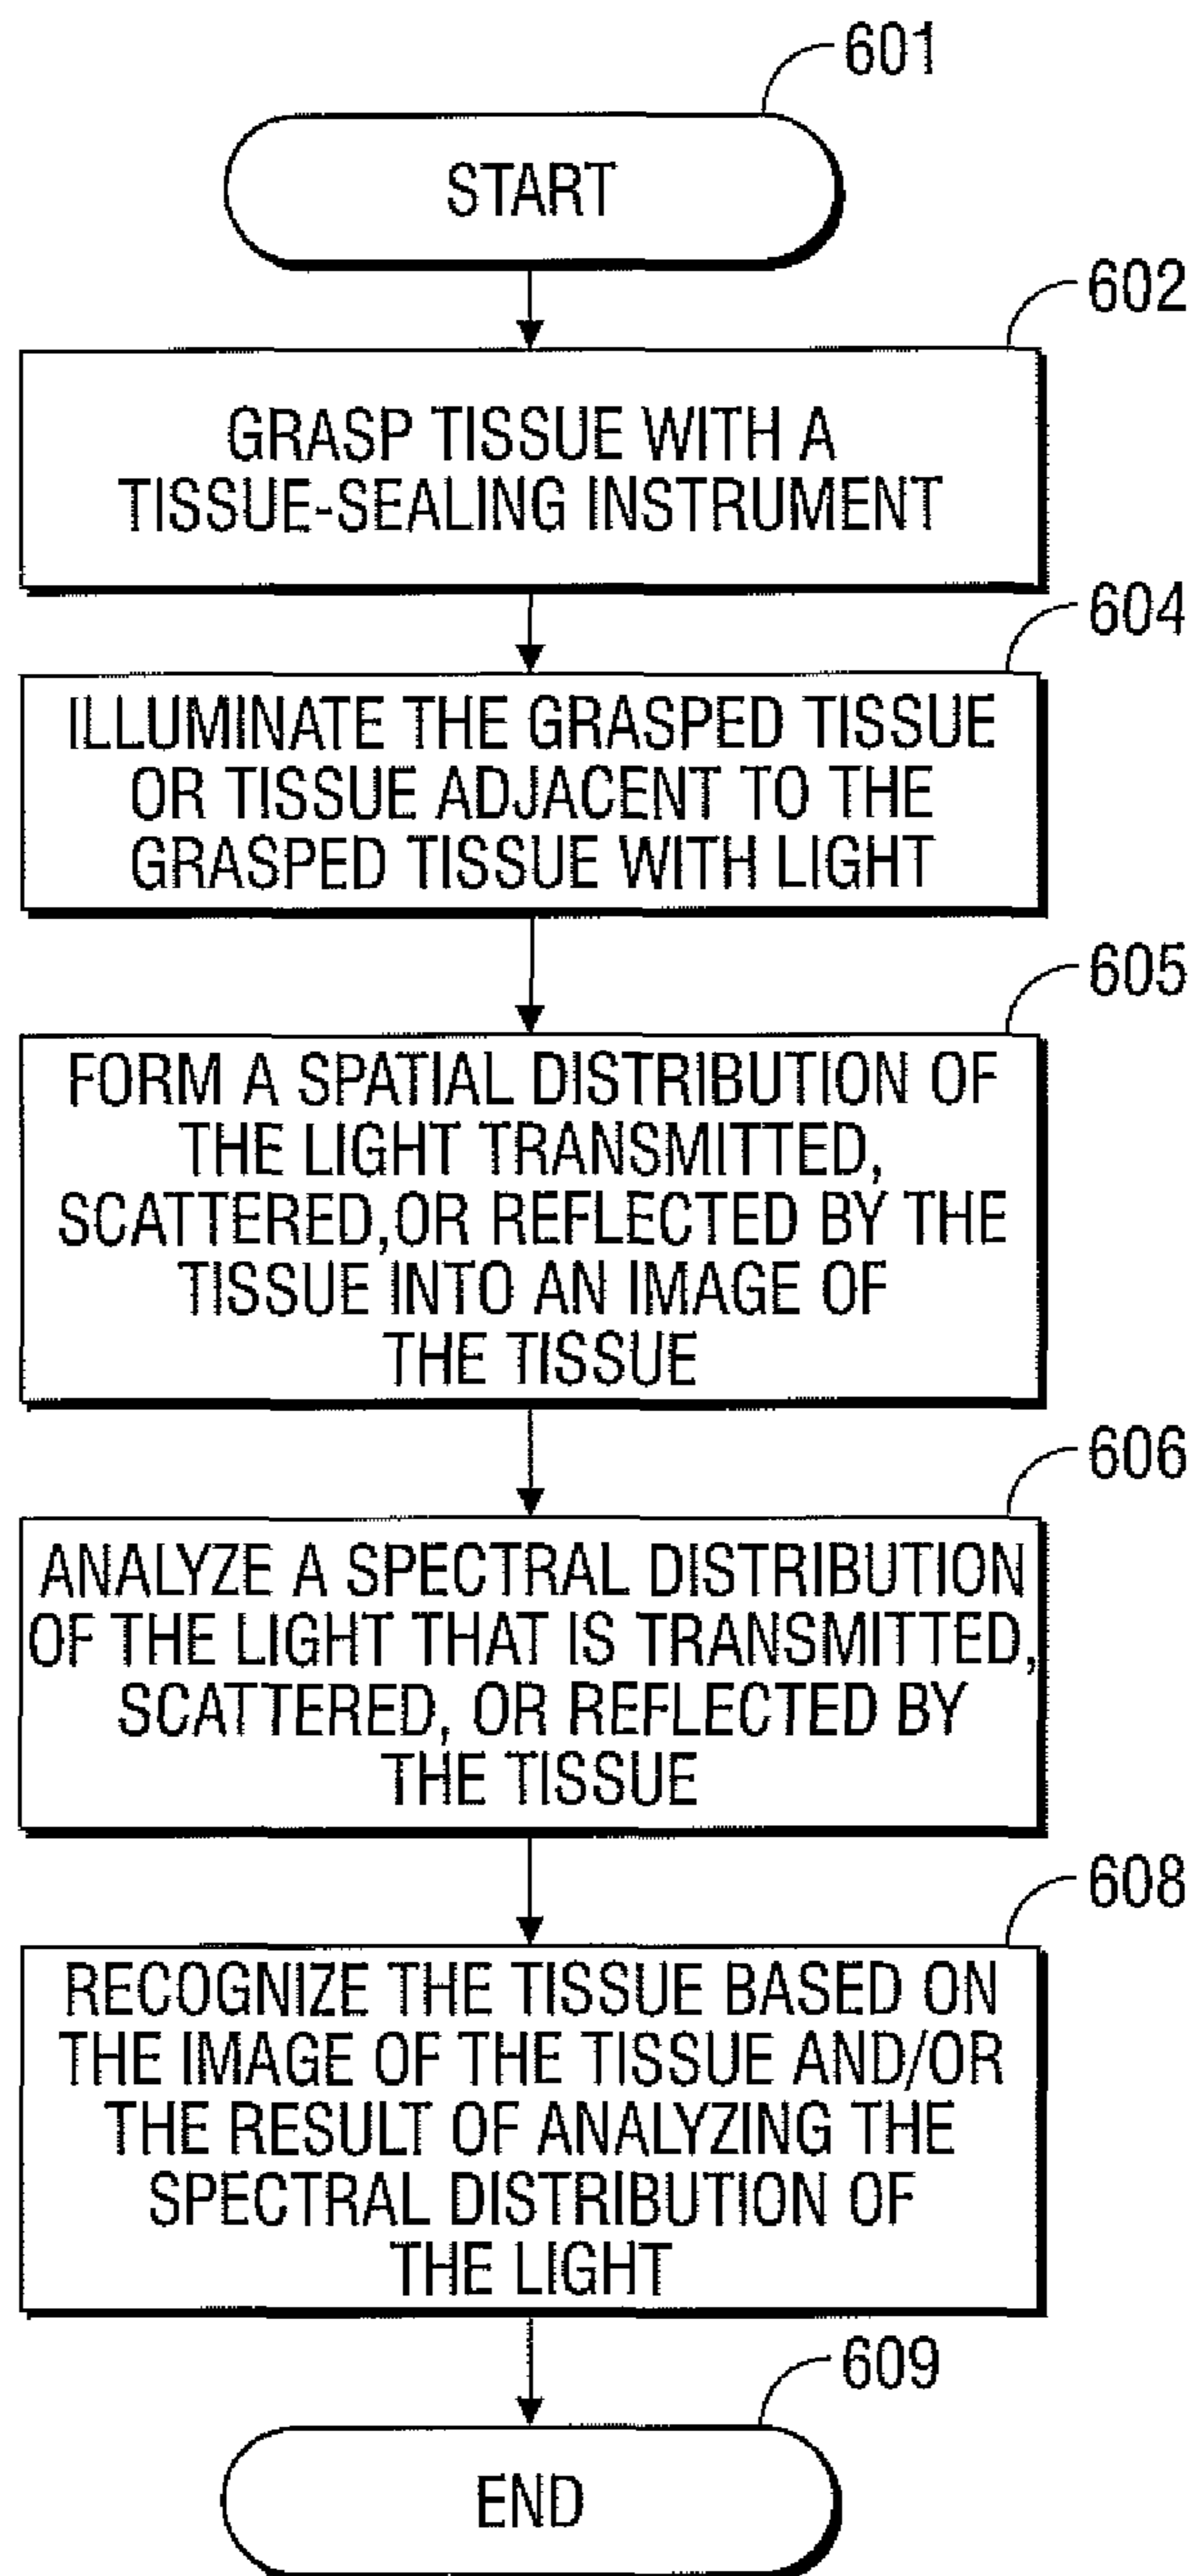 601
START
602
GRASP TISSUE WITH A
TISSUE-SEALING INSTRUMENT
604
ILLUMINATE THE GRASPED TISSUE
OR TISSUE ADJACENT TO THE
GRASPED TISSUE WITH LIGHT
605
FORM A SPATIAL DISTRIBUTION OF
THE LIGHT TRANSMITTED,
SCATTERED,OR REFLECTED BY THE
TISSUE INTO AN IMAGE OF
THE TISSUE
606
ANALYZE A SPECTRAL DISTRIBUTION
OF THE LIGHT THAT IS TRANSMITTED,
SCATTERED, OR REFLECTED BY
THE TISSUE
608
RECOGNIZE THE TISSUE BASED ON
THE IMAGE OF THE TISSUE AND/OR
THE RESULT OF ANALYZING THE
SPECTRAL DISTRIBUTION OF
THE LIGHT
609
END